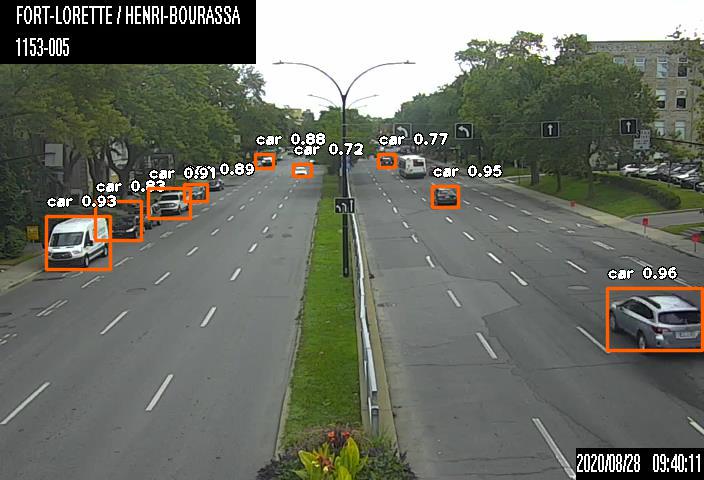 FORT-LORETTE / HENRI-BOURASSA
1153-005
car 0.88
car 0.72
car 0.77
car 0.91
0.89
car 0.83
car 0.95
car 0.93
car 0.96
2020/08/28 09:40:11